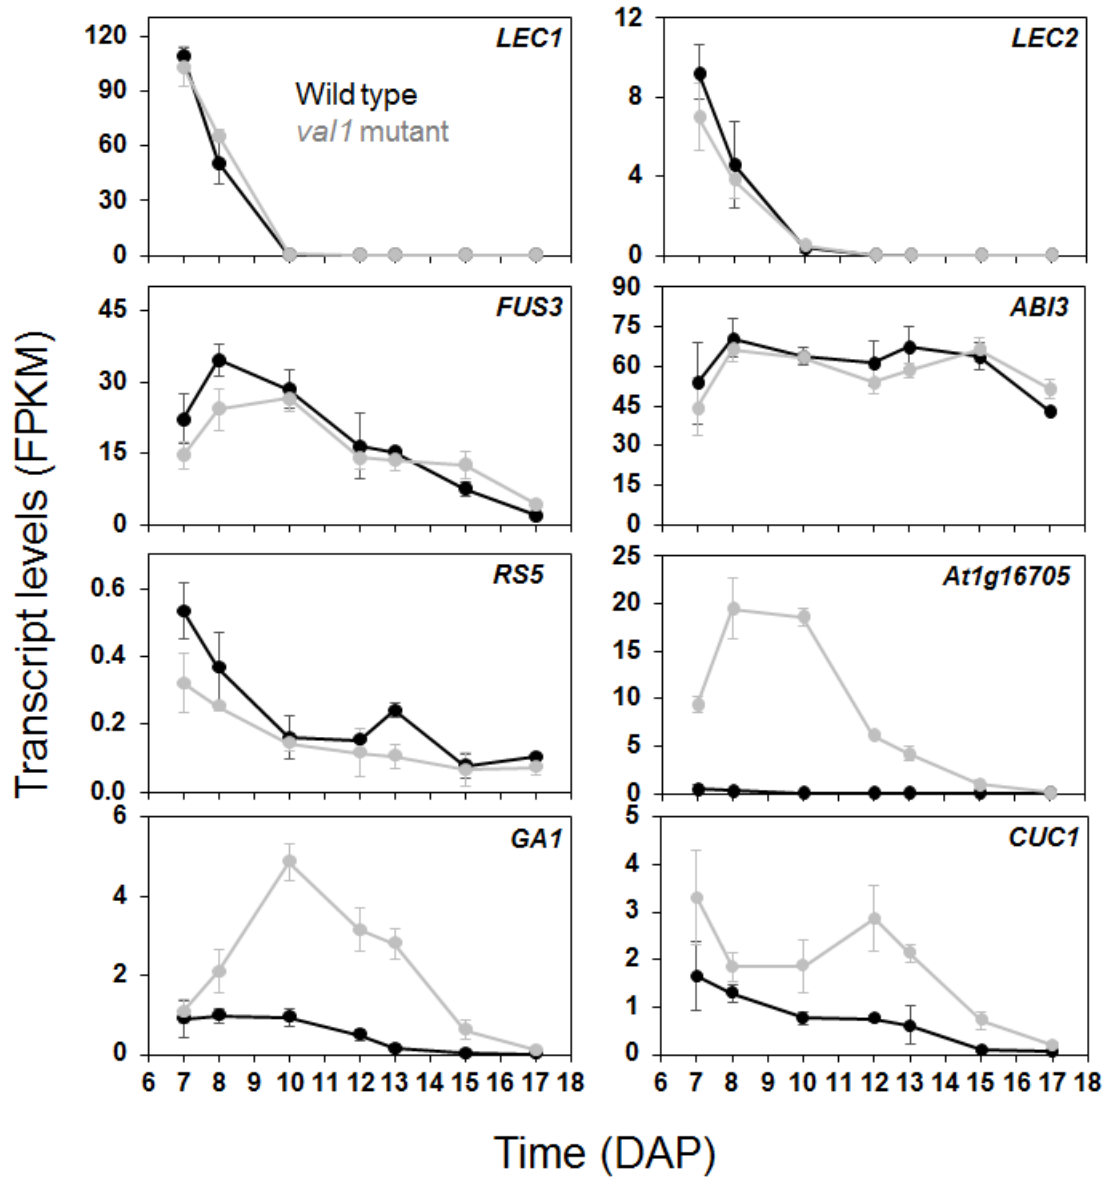 LEC1
120
90
60
30
0
Wild type
val1 mutant
LEC2
12
8
4
0
FUS3
45
30
15
0
ABI3
90
75
60
45
30
15
0
RS5
0.6
0.4
0.2
0.0
At1g16705
25
20
15
10
5
0
GA1
6
4
2
0
6 7 8 9 10 11 12 13 14 15 16 17 18
CUC1
5
4
3
2
1
0
6 7 8 9 10 11 12 13 14 15 16 17 18
Transcript levels (FPKM)
Time (DAP)